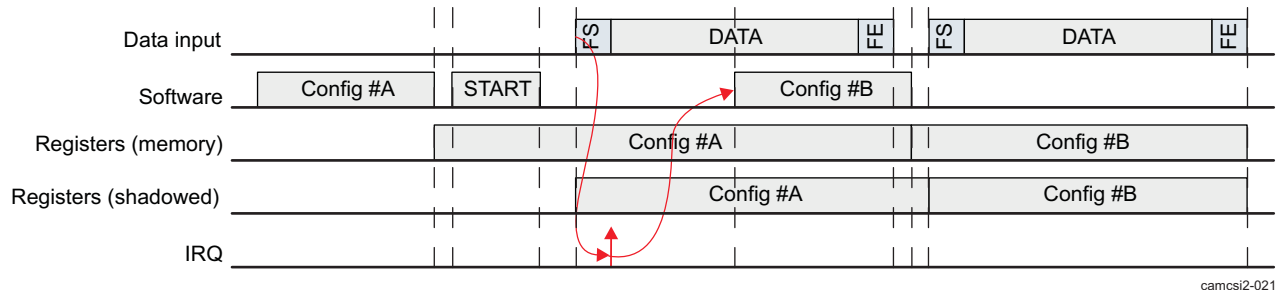 Data input FS DATA FE FS DATA FE
Software Config #A START Config #B
Registers (memory) Config #A Config #B
Registers (shadowed) Config #A Config #B
IRQ
camcsi2-021